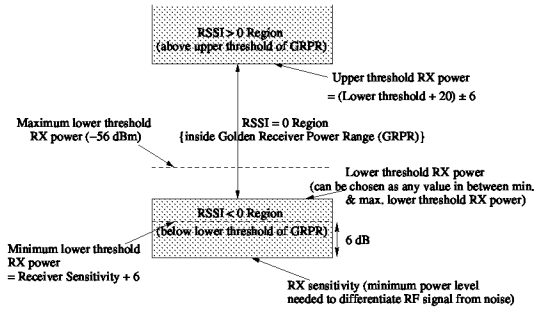 RSSI > 0 Region
(above upper threshold of GRPR)
Upper threshold RX power
= (Lower threshold + 20) ± 6
Maximum lower threshold
RX power (−56 dBm)
RSSI = 0 Region
{inside Golden Receiver Power Range (GRPR)}
Lower threshold RX power
(can be chosen as any value in between min.
& max. lower threshold RX power)
RSSI < 0 Region
(below lower threshold of GRPR)
6 dB
Minimum lower threshold
RX power
= Receiver Sensitivity + 6
RX sensitivity (minimum power level
needed to differentiate RF signal from noise)